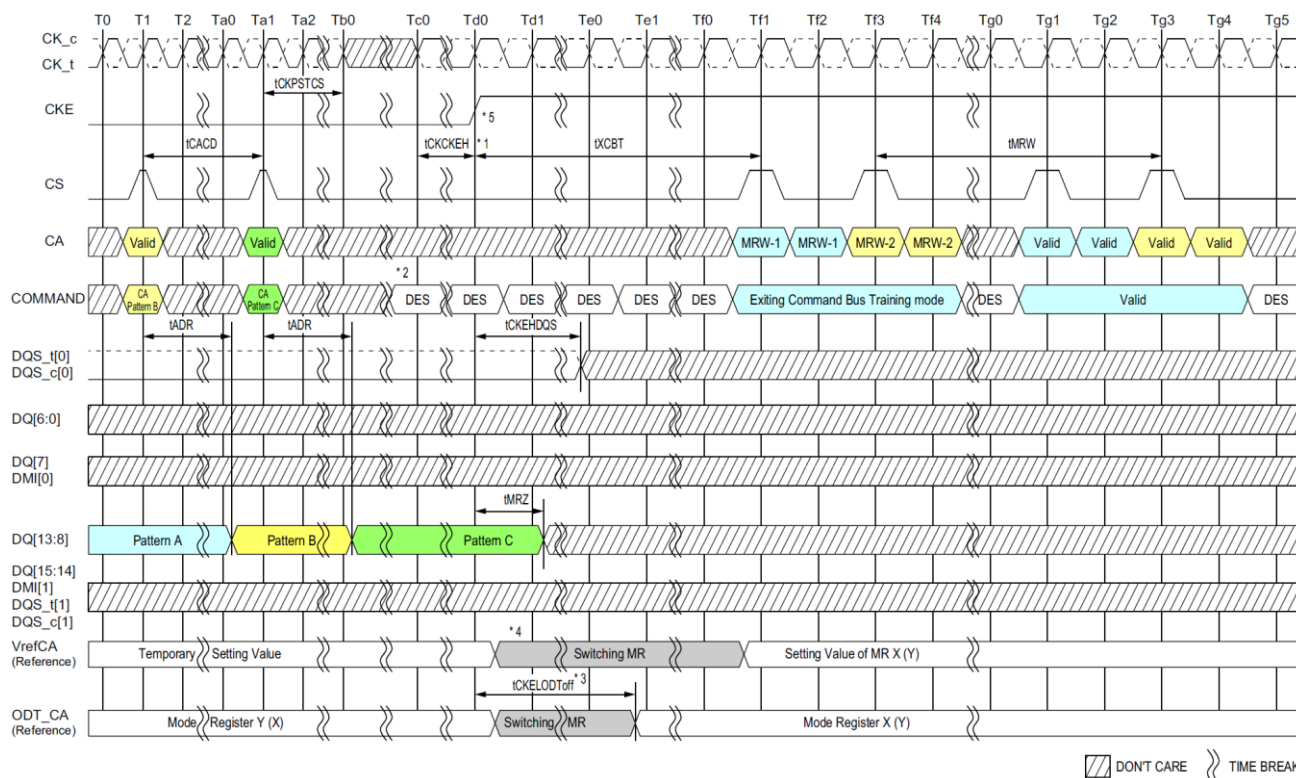 T0 T1 T2 Ta0 Ta1 Ta2 Tb0 Tc0 Td0 Td1 Te0 Te1 Tf0 Tf1 Tf2 Tf3 Tf4 Tg0 Tg1 Tg2 Tg3 Tg4 Tg5
CK_c
CK_t
tCKPSTCS
CKE
* 5
tCACD tCKCKEH * 1 tXCBT tMRW
CS
CA Valid Valid MRW-1 MRW-1 MRW-2 MRW-2 Valid Valid Valid Valid
* 2
COMMAND CA Pattern B CA Pattern C DES DES DES DES DES DES Exiting Command Bus Training mode DES Valid DES
tADR tADR tCKEHDQS
DQS_t[0]
DQS_c[0]
DQ[6:0]
DQ[7]
DMI[0]
tMRZ
DQ[13:8] Pattern A Pattern B Pattern C
DQ[15:14]
DMI[1]
DQS_t[1]
DQS_c[1]
* 4
VrefCA
(Reference) Temporary Setting Value Switching MR Setting Value of MR X (Y)
tCKELODToff * 3
ODT_CA
(Reference) Mode Register Y (X) Switching MR Mode Register X (Y)
DON'T CARE TIME BREAK